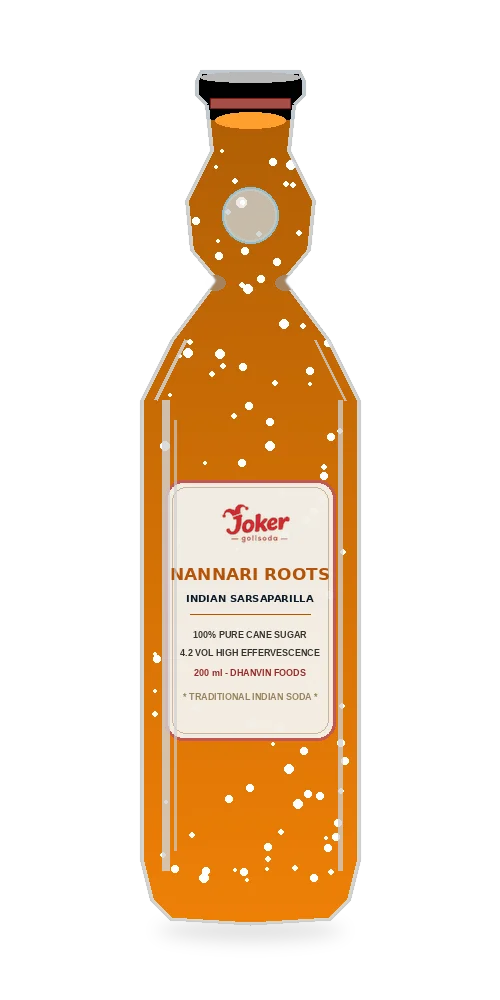 Joker
— golisoda —
NANNARI ROOTS
INDIAN SARSAPARILLA
100% PURE CANE SUGAR
4.2 VOL HIGH EFFERVESCENCE
200 ml - DHANVIN FOODS
* TRADITIONAL INDIAN SODA *